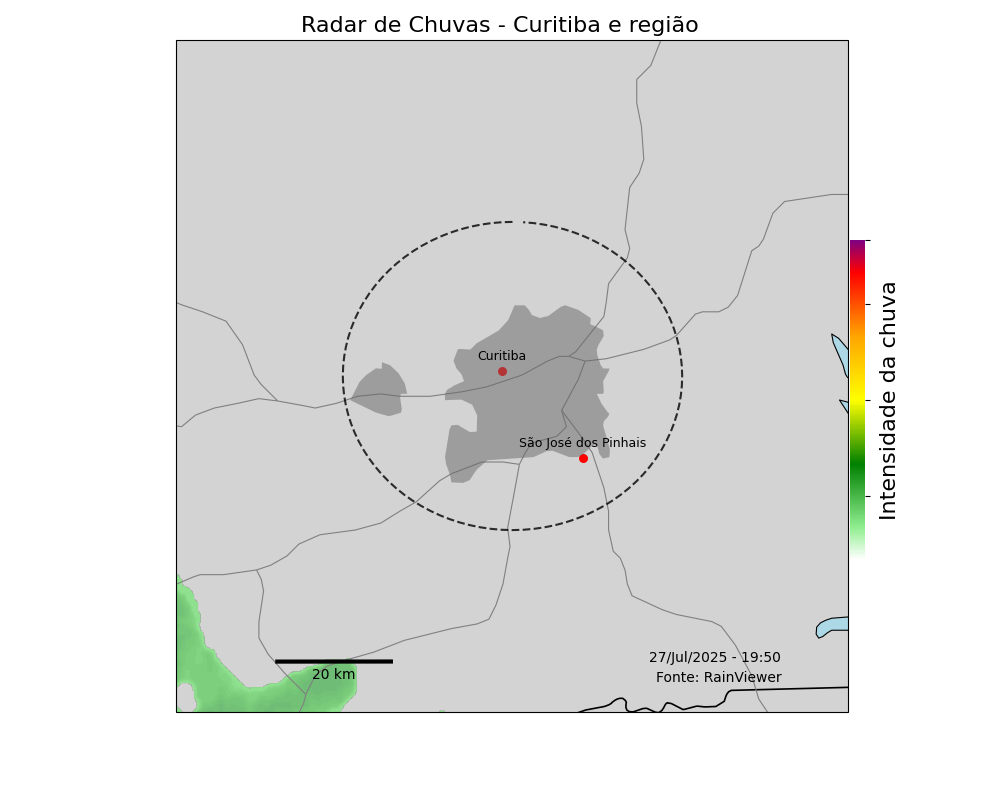 Radar de Chuvas - Curitiba e região
Curitiba
São José dos Pinhais
Intensidade da chuva
20 km
27/Jul/2025 - 19:50
Fonte: RainViewer